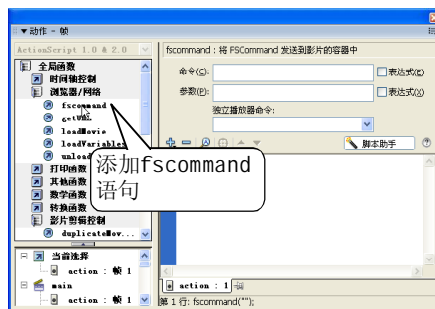 ▼动作 - 帧
ActionScript 1.0 & 2.0
全局函数
时间轴控制
浏览器/网络
fscommand
getURL
loadMovie
loadVariables
打印函数
其他函数
数学函数
转换函数
影片剪辑控制
duplicateMov...
当前选择
action : 帧 1
main
action : 帧 1
fscommand : 将 FSCommand 发送到影片的容器中
命令(C):
表达式(E)
参数(P):
表达式(X)
独立播放器命令:
脚本助手
添加fscommand
语句
action : 1
第 1 行: fscommand("");